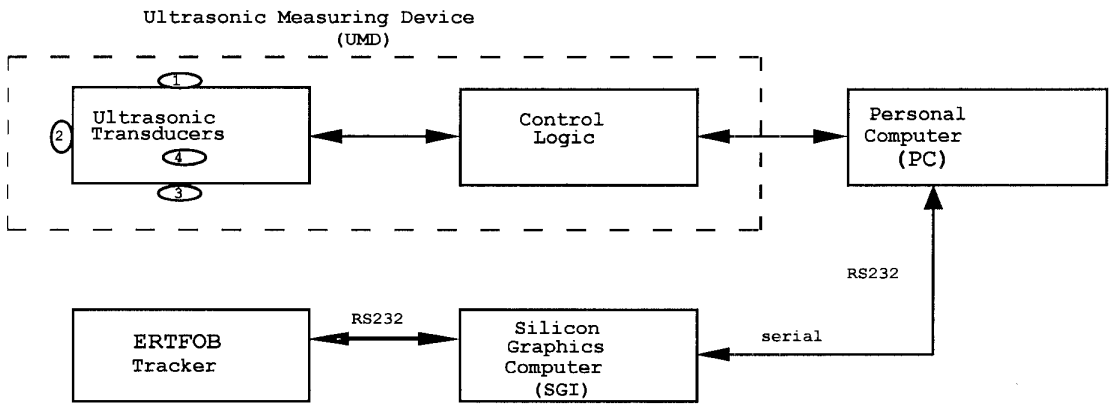 Ultrasonic Measuring Device
(UMD)
1
Ultrasonic
Transducers
2
4
3
Control
Logic
Personal
Computer
(PC)
RS232
RS232
serial
ERTFOB
Tracker
Silicon
Graphics
Computer
(SGI)